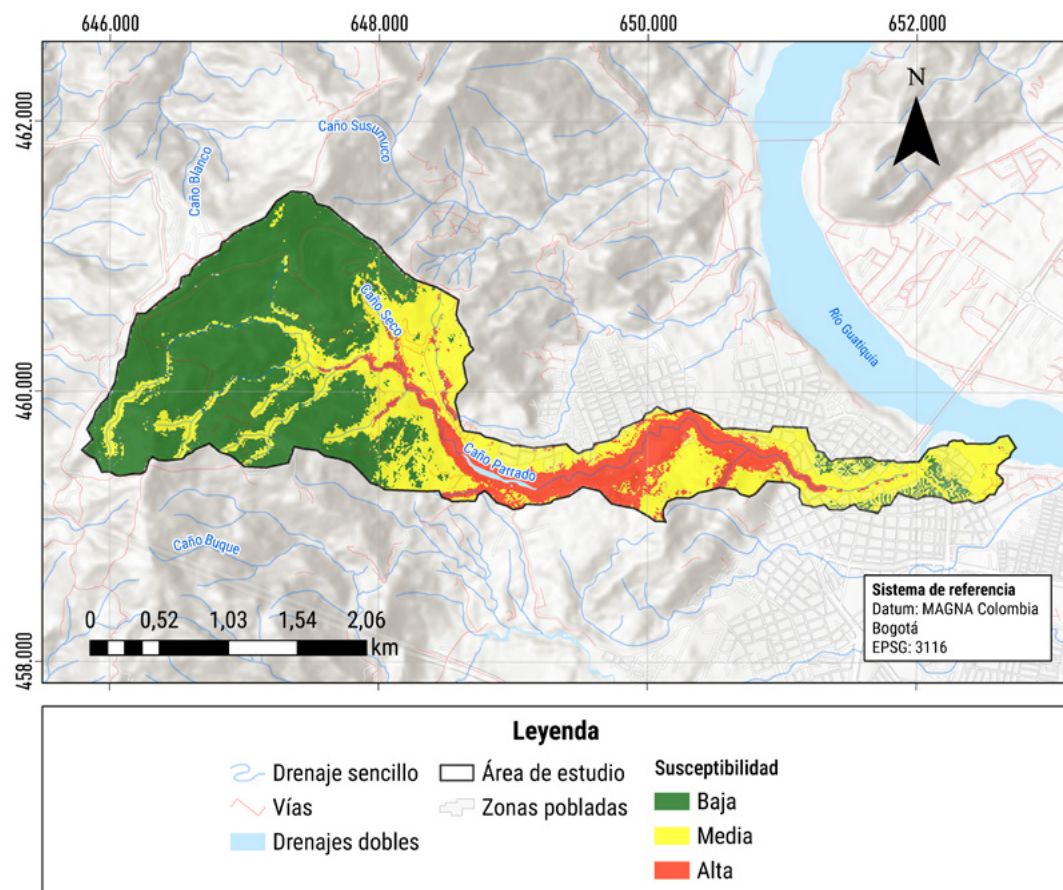 646.000
648.000
650.000
652.000
462.000
460.000
458.000
N
Caño Susumuco
Caño Blanco
Caño Seco
Río Guatiquía
Caño Parrado
Caño Buque
0
0,52
1,03
1,54
2,06
km
Sistema de referencia
Datum: MAGNA Colombia
Bogotá
EPSG: 3116
Leyenda
Drenaje sencillo
Vías
Drenajes dobles
Área de estudio
Zonas pobladas
Susceptibilidad
Baja
Media
Alta